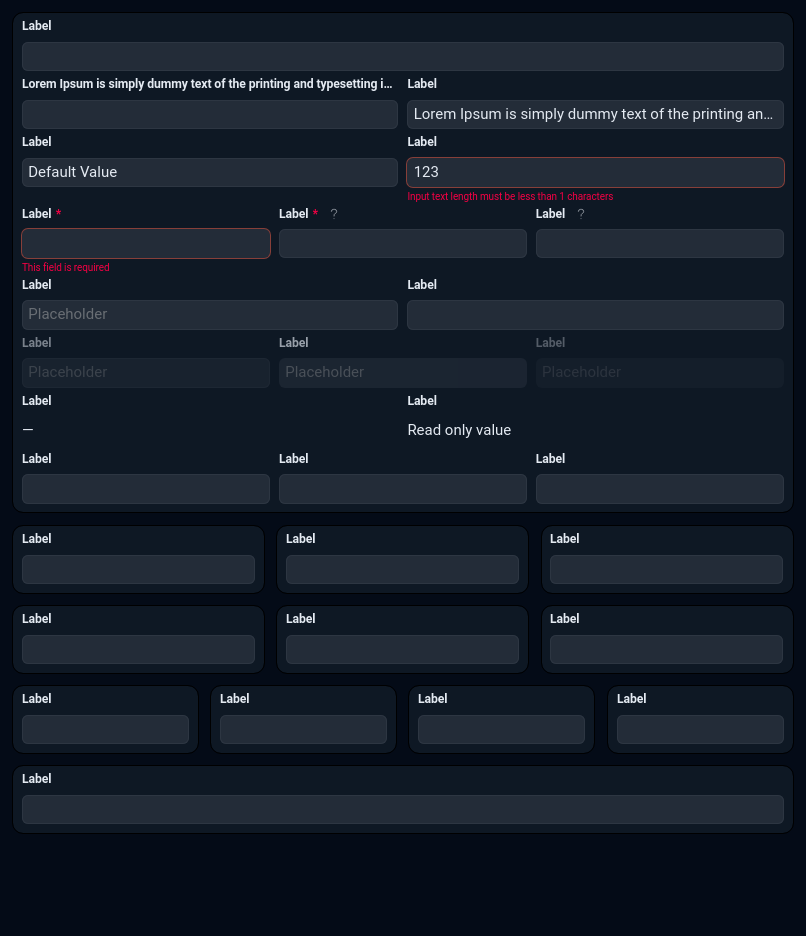 Label
Lorem Ipsum is simply dummy text of the printing and typesetting i... Label
Lorem Ipsum is simply dummy text of the printing an...
Label Label
Default Value 123
Input text length must be less than 1 characters
Label * Label * ? Label ?
This field is required
Label Label
Placeholder
Label Label Label
Placeholder Placeholder Placeholder
Label Label
— Read only value
Label Label Label
Label Label Label
Label Label Label
Label Label Label Label
Label